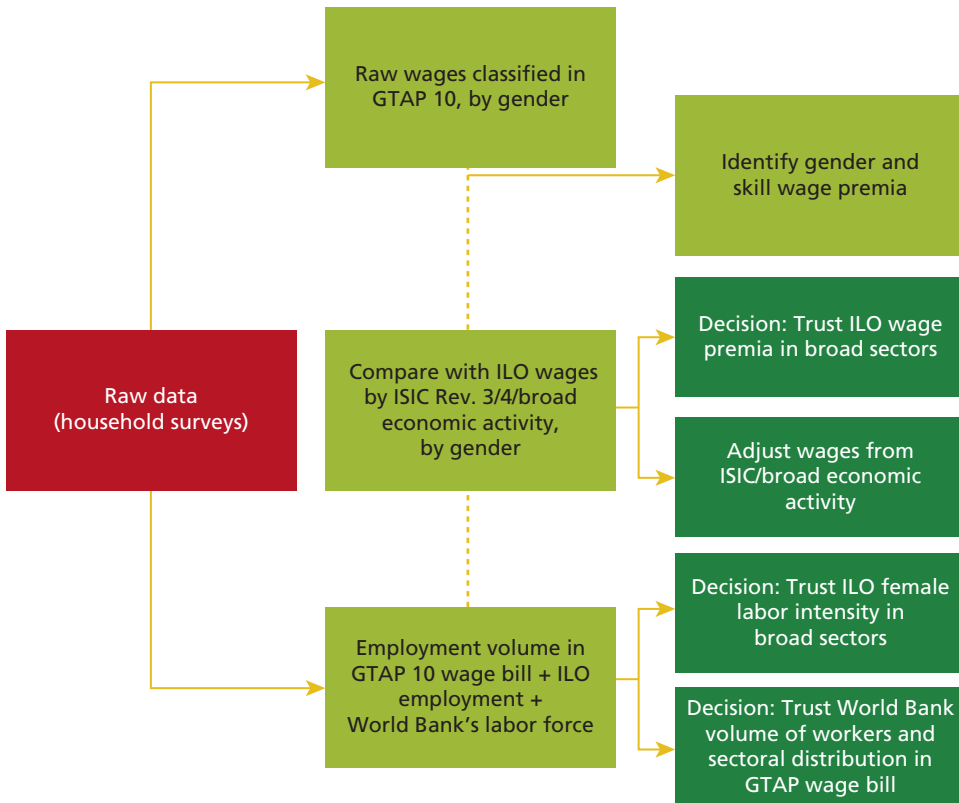 Raw wages classified in
GTAP 10, by gender
Identify gender and
skill wage premia
Raw data
(household surveys)
Compare with ILO wages
by ISIC Rev. 3/4/broad
economic activity,
by gender
Decision: Trust ILO wage
premia in broad sectors
Adjust wages from
ISIC/broad economic
activity
Employment volume in
GTAP 10 wage bill + ILO
employment +
World Bank’s labor force
Decision: Trust ILO female
labor intensity in
broad sectors
Decision: Trust World Bank
volume of workers and
sectoral distribution in
GTAP wage bill